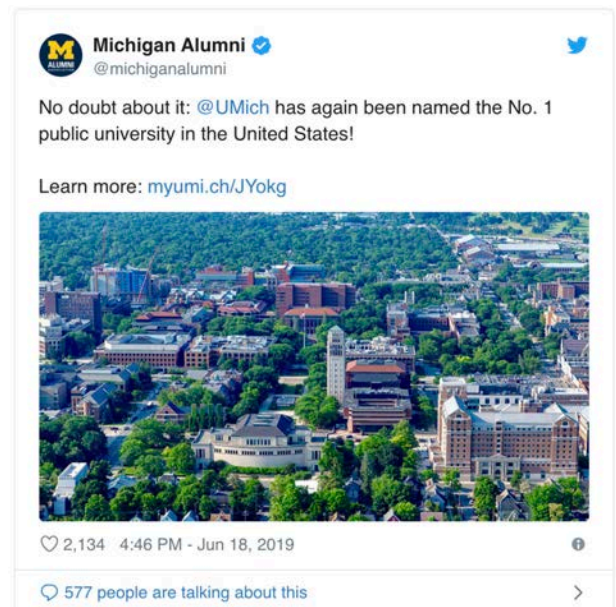 Michigan Alumni
@michiganalumni
M
ALUMNI
No doubt about it: @UMich has again been named the No. 1
public university in the United States!
Learn more: myumi.ch/JYokg
2,134 4:46 PM - Jun 18, 2019
577 people are talking about this